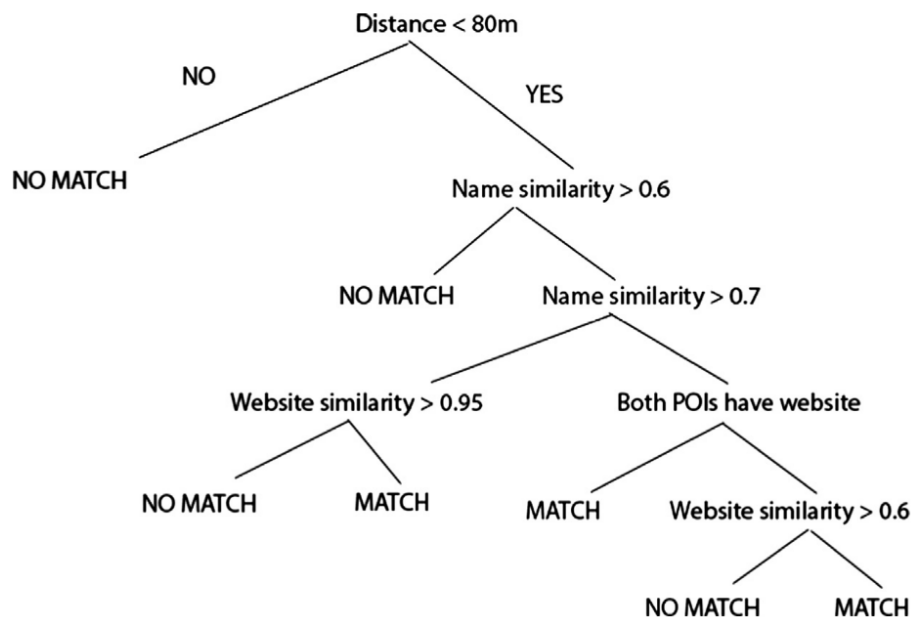 Distance < 80m
NO
YES
NO MATCH
Name similarity > 0.6
NO MATCH
Name similarity > 0.7
Website similarity > 0.95
Both POIs have website
NO MATCH
MATCH
MATCH
Website similarity > 0.6
NO MATCH
MATCH